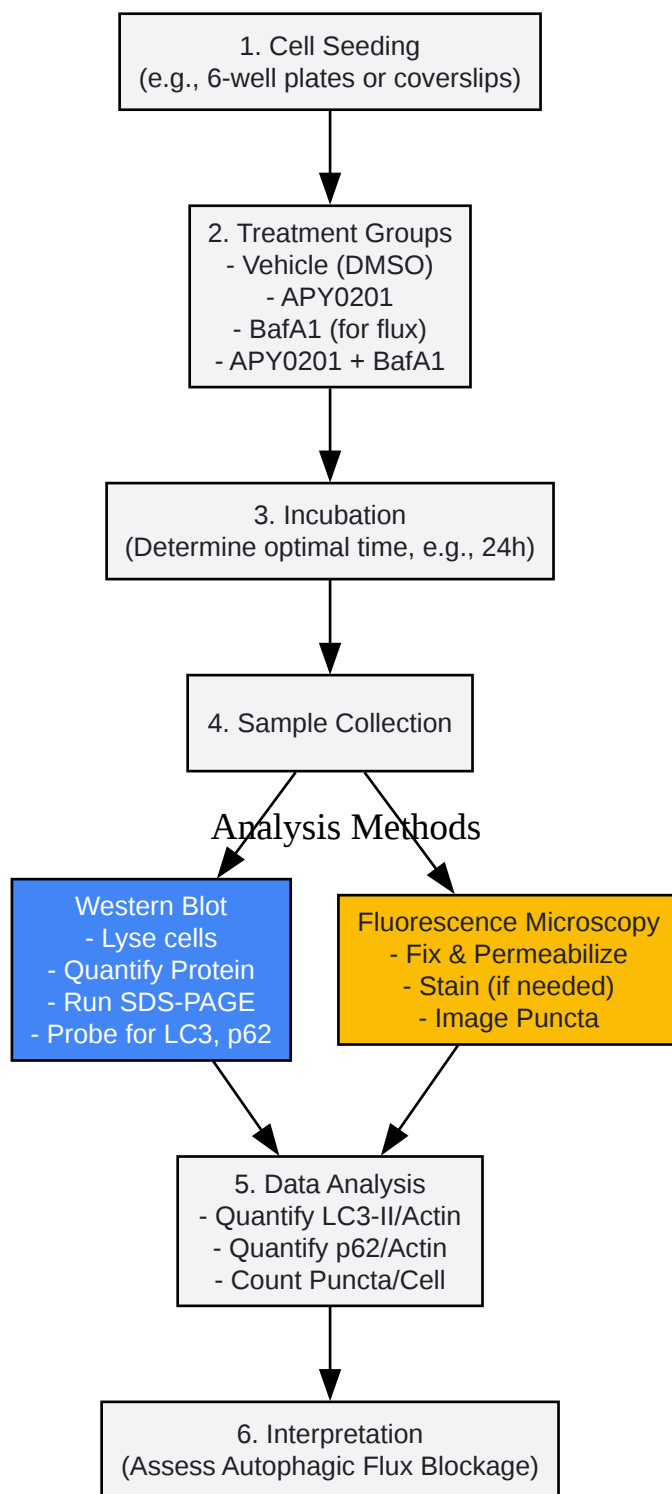 1. Cell Seeding
(e.g., 6-well plates or coverslips)
2. Treatment Groups
- Vehicle (DMSO)
- APY0201
- BafA1 (for flux)
- APY0201 + BafA1
3. Incubation
(Determine optimal time, e.g., 24h)
4. Sample Collection
Analysis Methods
Western Blot
- Lyse cells
- Quantify Protein
- Run SDS-PAGE
- Probe for LC3, p62
Fluorescence Microscopy
- Fix & Permeabilize
- Stain (if needed)
- Image Puncta
5. Data Analysis
- Quantify LC3-II/Actin
- Quantify p62/Actin
- Count Puncta/Cell
6. Interpretation
(Assess Autophagic Flux Blockage)